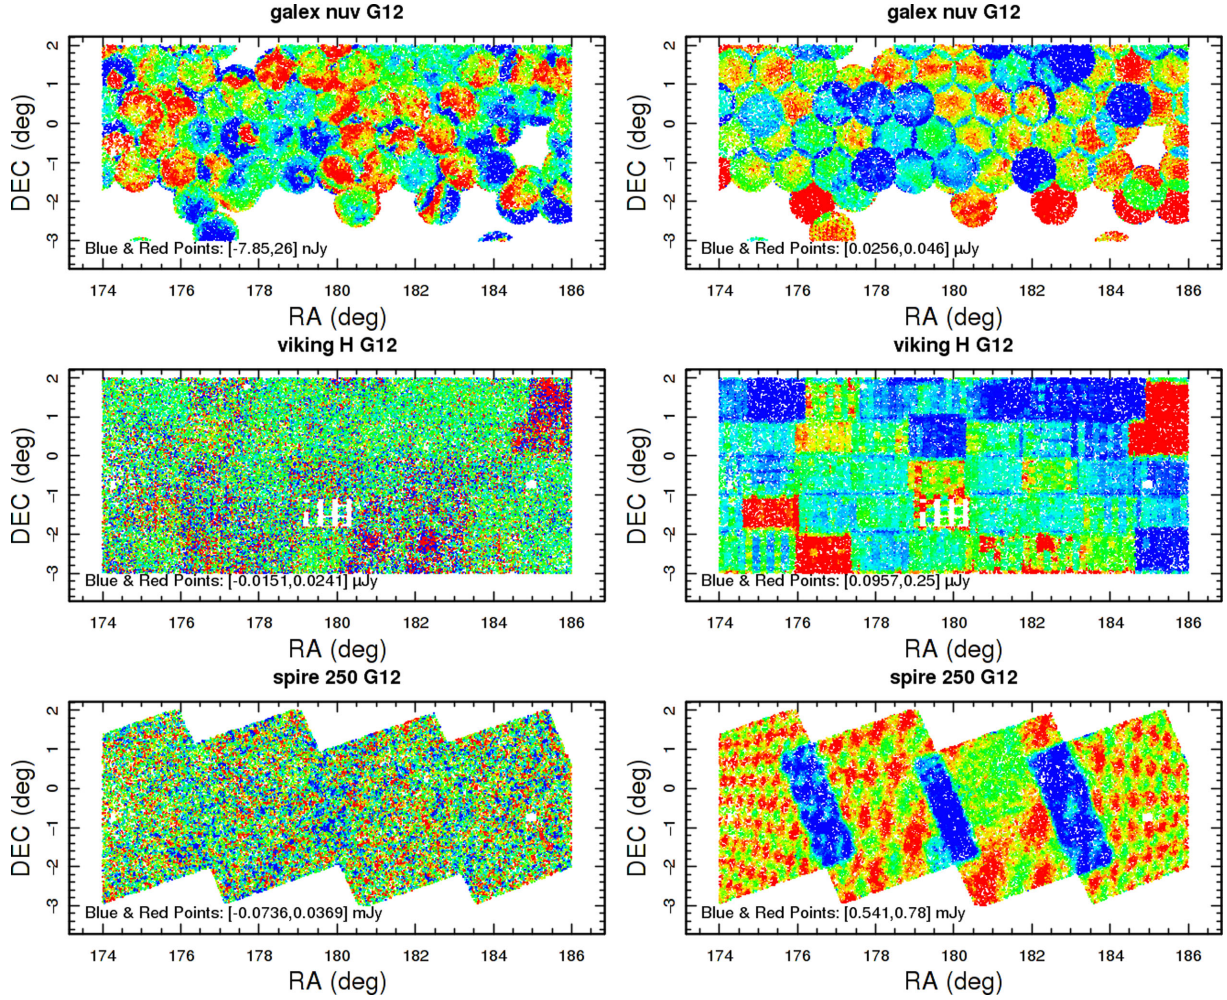 galex nuv G12
galex nuv G12
DEC (deg)
2
1
0
-1
-2
-3
Blue & Red Points: [-7.85,26] nJy
174 176 178 180 182 184 186
RA (deg)
DEC (deg)
2
1
0
-1
-2
-3
Blue & Red Points: [0.0256,0.046] µJy
174 176 178 180 182 184 186
RA (deg)
viking H G12
viking H G12
DEC (deg)
2
1
0
-1
-2
-3
Blue & Red Points: [-0.0151,0.0241] µJy
174 176 178 180 182 184 186
RA (deg)
DEC (deg)
2
1
0
-1
-2
-3
Blue & Red Points: [0.0957,0.25] µJy
174 176 178 180 182 184 186
RA (deg)
spire 250 G12
spire 250 G12
DEC (deg)
2
1
0
-1
-2
-3
Blue & Red Points: [-0.0736,0.0369] mJy
174 176 178 180 182 184 186
RA (deg)
DEC (deg)
2
1
0
-1
-2
-3
Blue & Red Points: [0.541,0.78] mJy
174 176 178 180 182 184 186
RA (deg)